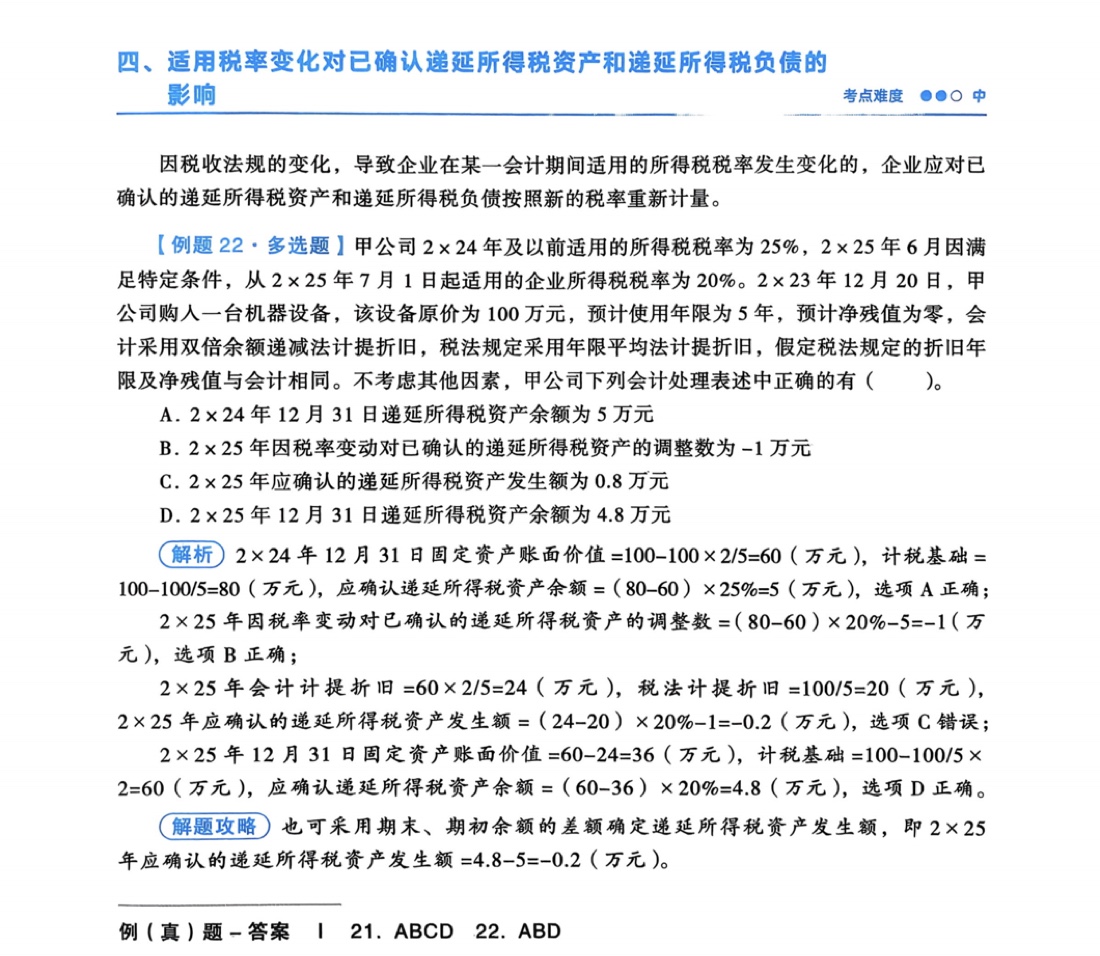 四、适用税率变化对已确认递延所得税资产和递延所得税负债的
影响
考点难度 ●●○ 中
因税收法规的变化，导致企业在某一会计期间适用的所得税税率发生变化的，企业应对已
确认的递延所得税资产和递延所得税负债按照新的税率重新计量。
【例题 22·多选题】甲公司 2×24 年及以前适用的所得税税率为 25%，2×25 年 6 月因满
足特定条件，从 2×25 年 7 月 1 日起适用的企业所得税税率为 20%。2×23 年 12 月 20 日，甲
公司购入一台机器设备，该设备原价为 100 万元，预计使用年限为 5 年，预计净残值为零，会
计采用双倍余额递减法计提折旧，税法规定采用年限平均法计提折旧，假定税法规定的折旧年
限及净残值与会计相同。不考虑其他因素，甲公司下列会计处理表述中正确的有（　　）。
A. 2×24 年 12 月 31 日递延所得税资产余额为 5 万元
B. 2×25 年因税率变动对已确认的递延所得税资产的调整数为 -1 万元
C. 2×25 年应确认的递延所得税资产发生额为 0.8 万元
D. 2×25 年 12 月 31 日递延所得税资产余额为 4.8 万元
解析 2×24 年 12 月 31 日固定资产账面价值 =100-100×2/5=60（万元），计税基础 =
100-100/5=80（万元），应确认递延所得税资产余额 =（80-60）×25%=5（万元），选项 A 正确；
2×25 年因税率变动对已确认的递延所得税资产的调整数 =（80-60）×20%-5=-1（万
元），选项 B 正确；
2×25 年会计计提折旧 =60×2/5=24（万元），税法计提折旧 =100/5=20（万元），
2×25 年应确认的递延所得税资产发生额 =（24-20）×20%-1=-0.2（万元），选项 C 错误；
2×25 年 12 月 31 日固定资产账面价值 =60-24=36（万元），计税基础 =100-100/5×
2=60（万元），应确认递延所得税资产余额 =（60-36）×20%=4.8（万元），选项 D 正确。
解题攻略 也可采用期末、期初余额的差额确定递延所得税资产发生额，即 2×25
年应确认的递延所得税资产发生额 =4.8-5=-0.2（万元）。
例（真）题 - 答案 | 21. ABCD 22. ABD